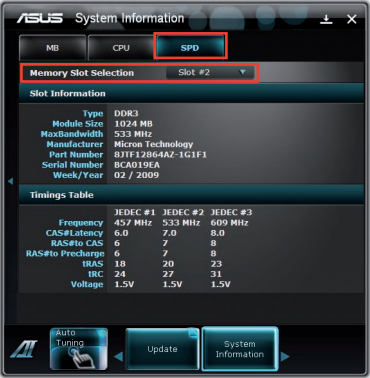 ASUS System Information
MB CPU SPD
Memory Slot Selection Slot #2
Slot Information
Type DDR3
Module Size 1024 MB
MaxBandwidth 533 MHz
Manufacturer Micron Technology
Part Number 8JTF12864AZ-1G1F1
Serial Number BCA019EA
Week/Year 02 / 2009
Timings Table
JEDEC #1 JEDEC #2 JEDEC #3
Frequency 457 MHz 533 MHz 609 MHz
CAS#Latency 6.0 7.0 8.0
RAS#to CAS 6 7 8
RAS#to Precharge 6 7 8
tRAS 18 20 23
tRC 24 27 31
Voltage 1.5V 1.5V 1.5V
AI
Auto
Tuning
Update
System
Information